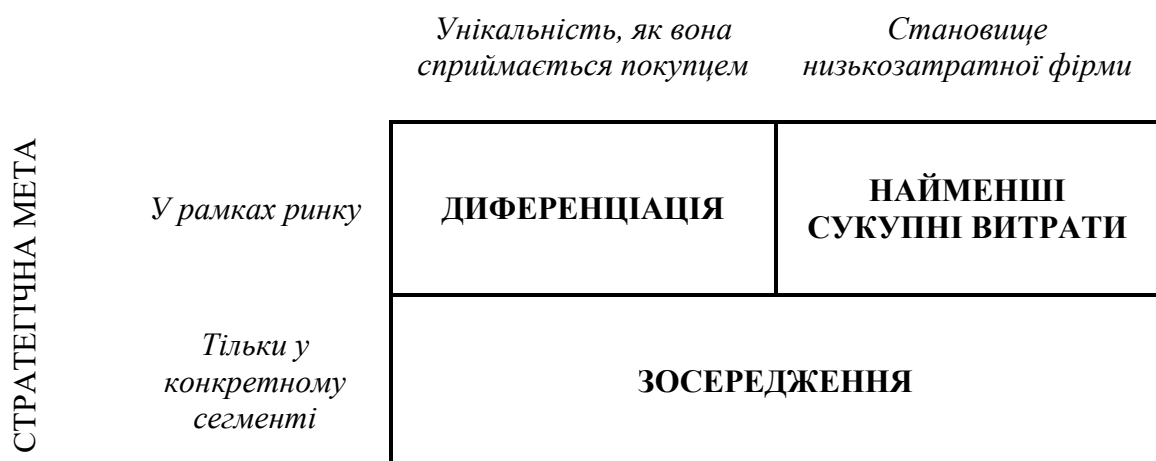 Унікальність, як вона
сприймається покупцем
Становище
низькозатратної фірми
СТРАТЕГІЧНА МЕТА
У рамках ринку
ДИФЕРЕНЦІАЦІЯ
НАЙМЕНШІ
СУКУПНІ ВИТРАТИ
Тільки у
конкретному
сегменті
ЗОСЕРЕДЖЕННЯ